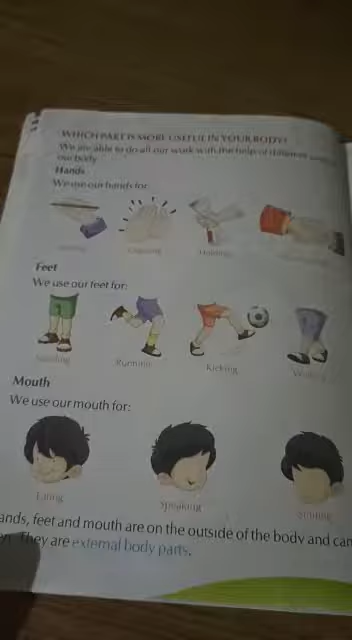 WHICH PART IS MORE USEFUL IN YOUR BODY?
We are able to do all our work with the help of different
our body.
Hands
We use our hands for:
Clapping Holding
Feet
We use our feet for:
Standing Running Kicking
Mouth
We use our mouth for:
Eating Speaking
ands, feet and mouth are on the outside of the body and can
They are external body parts.